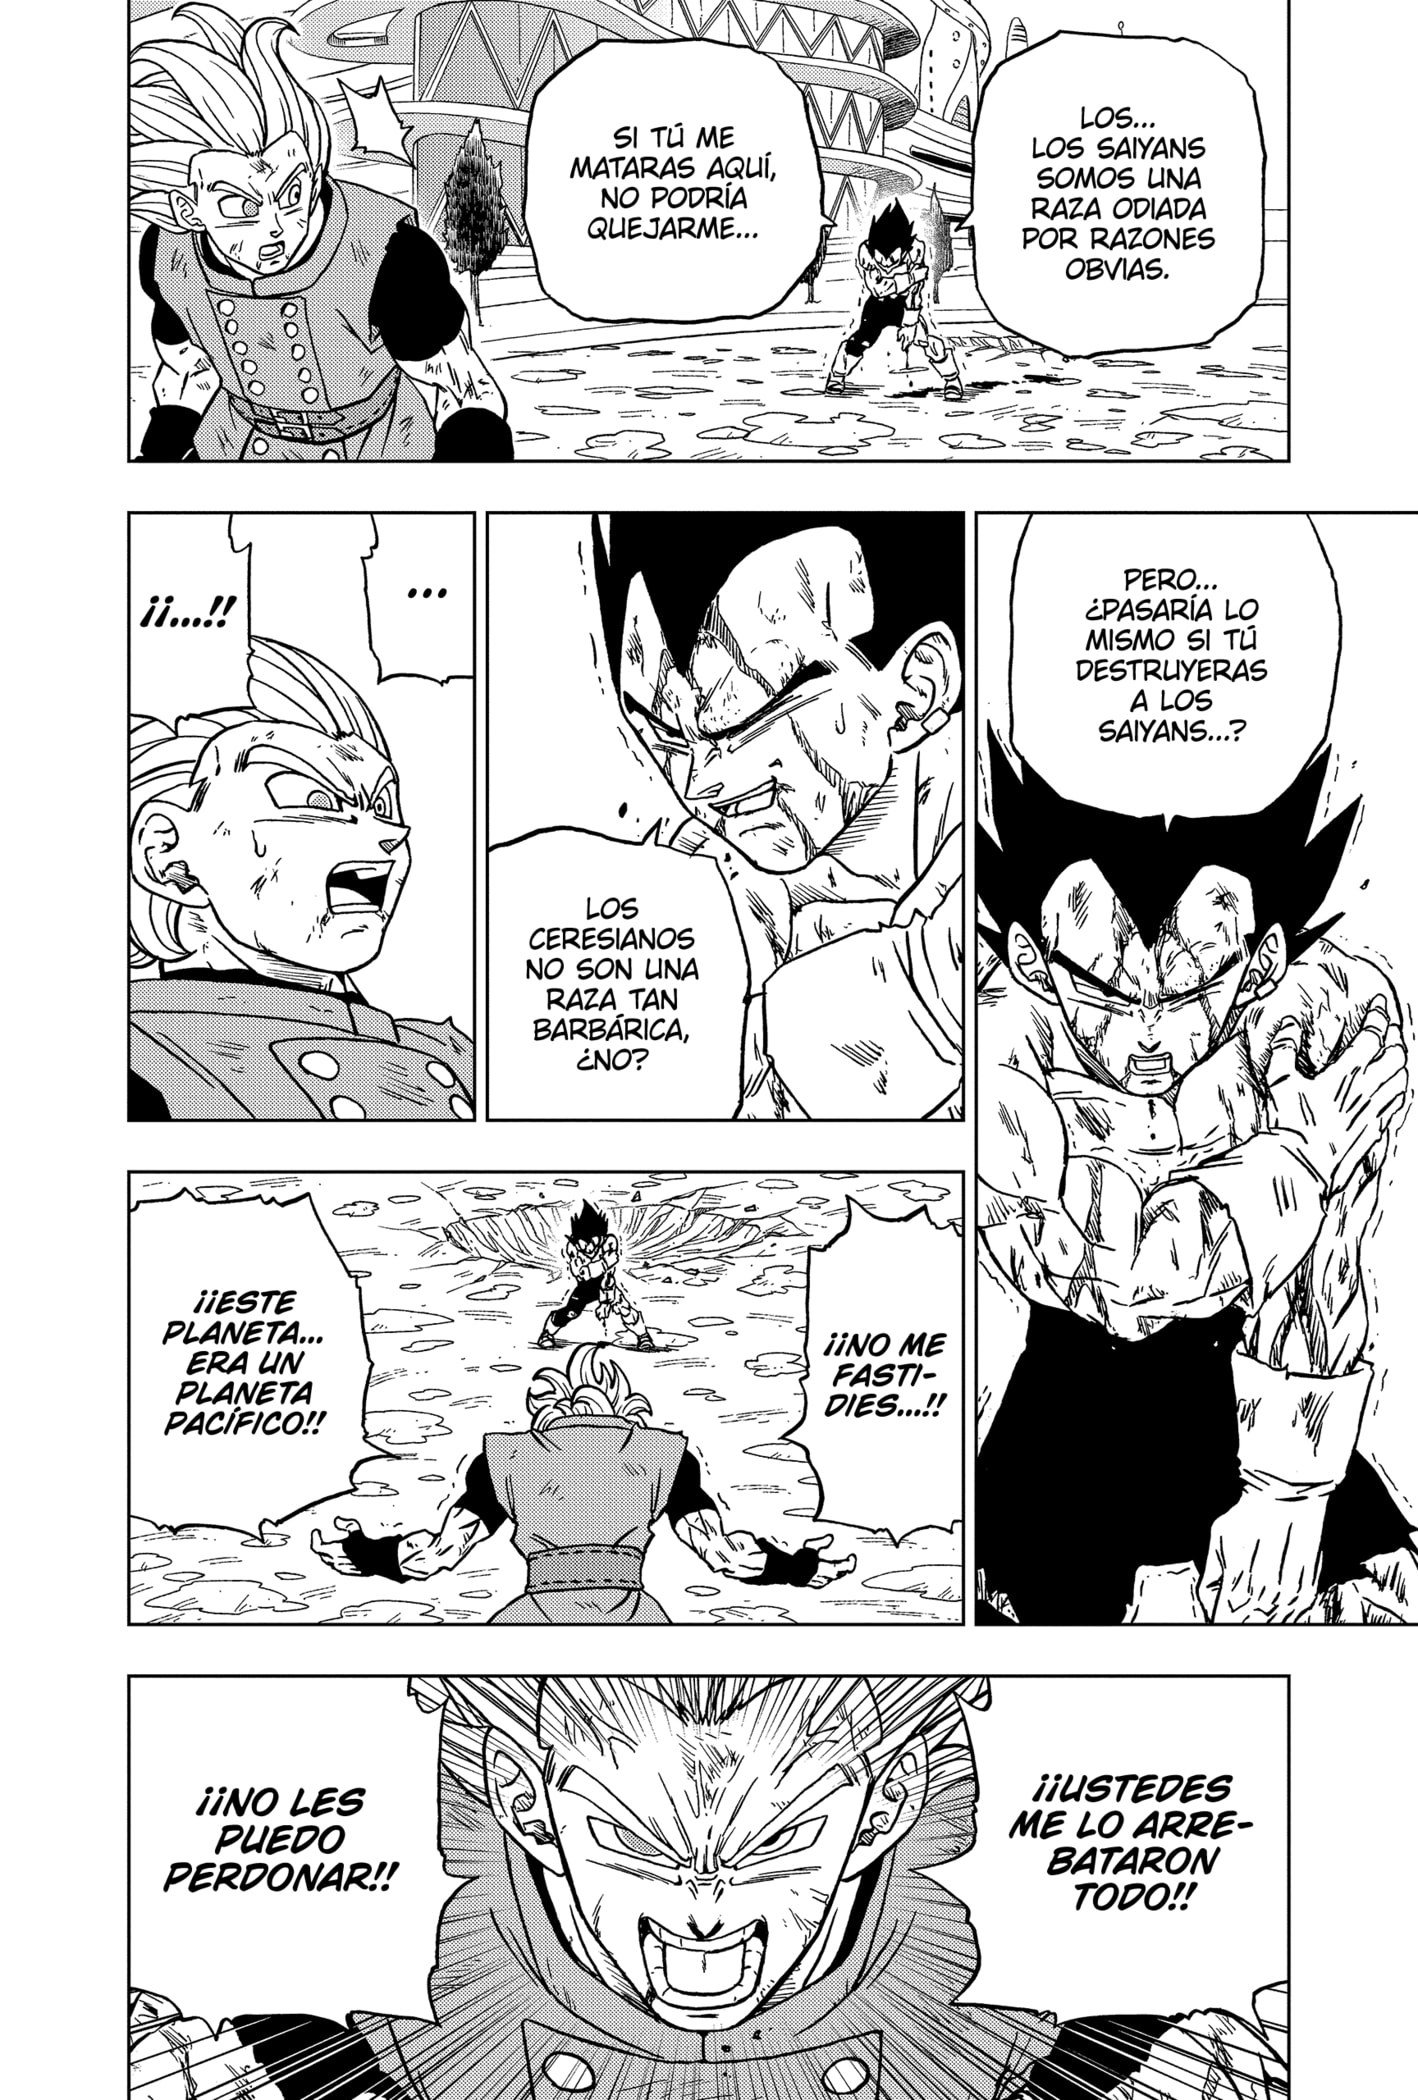 LOS...
LOS SAIYANS
SOMOS UNA
RAZA ODIADA
POR RAZONES
OBVIAS.
SI TÚ ME
MATARAS AQUÍ,
NO PODRÍA
QUEJARME...
PERO...
¿PASARÍA LO
MISMO SI TÚ
DESTRUYERAS
A LOS
SAIYANS...?
LOS
CERESIANOS
NO SON UNA
RAZA TAN
BARBÁRICA,
¿NO?
...
¡¡...!!
¡¡NO ME
FASTI-
DIES...!!
¡¡ESTE
PLANETA...
ERA UN
PLANETA
PACÍFICO!!
¡¡USTEDES
ME LO ARRE-
BATARON
TODO!!
¡¡NO LES
PUEDO
PERDONAR!!